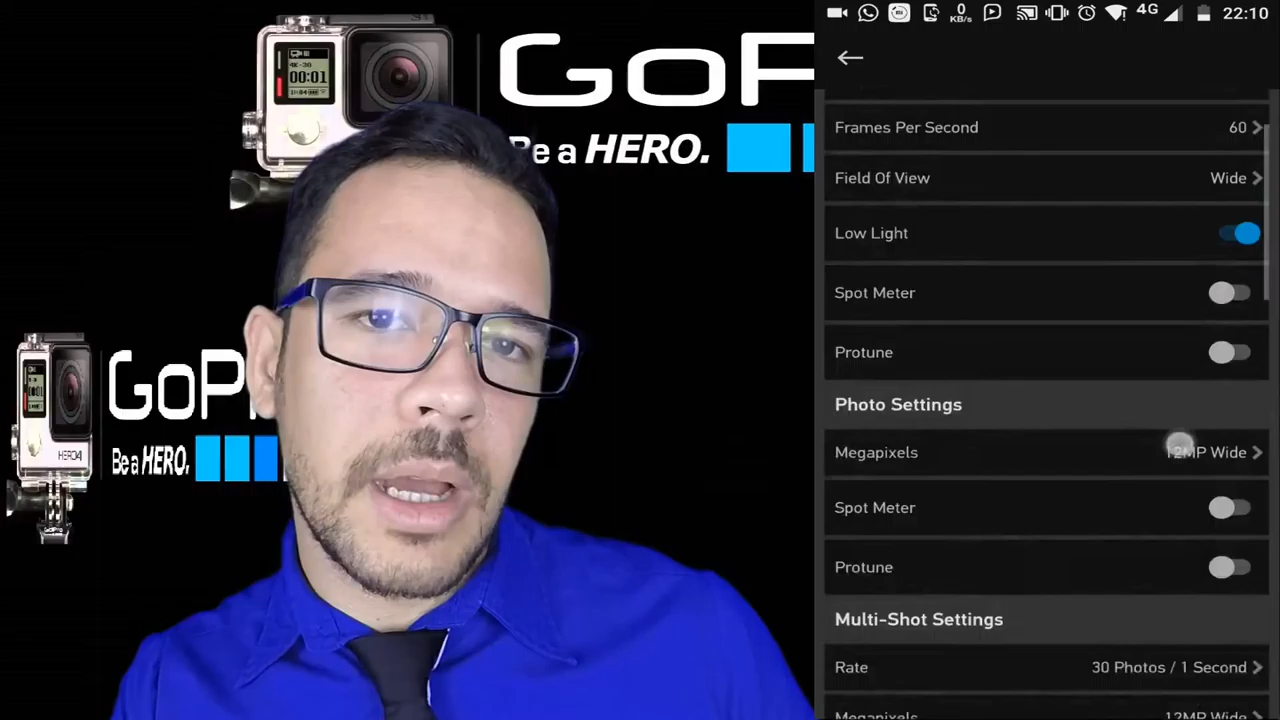 GoP
Be a HERO.
4K-30
00:01
GoP
Be a HERO.
HERO4
4G 22:10
0
KB/s
Frames Per Second 60
Field Of View Wide
Low Light
Spot Meter
Protune
Photo Settings
Megapixels 12MP Wide
Spot Meter
Protune
Multi-Shot Settings
Rate 30 Photos / 1 Second
Megapixels 12MP Wide